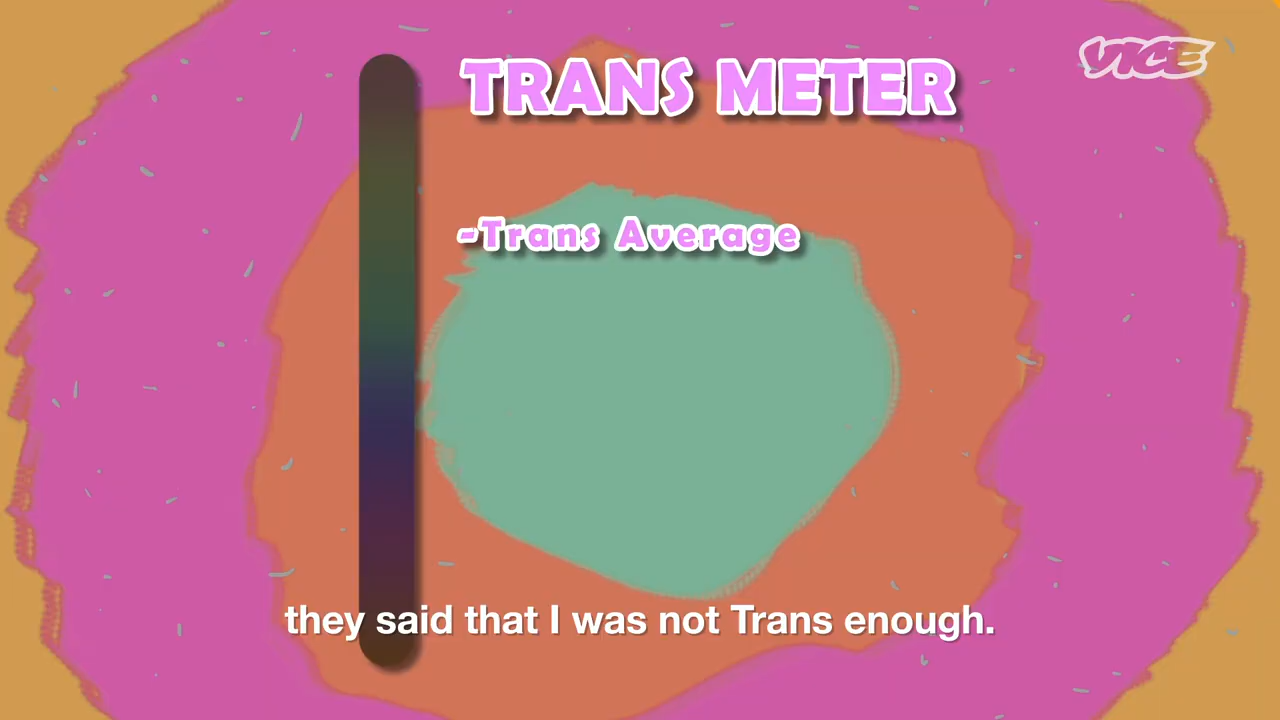 VICE
TRANS METER
-Trans Average
they said that I was not Trans enough.